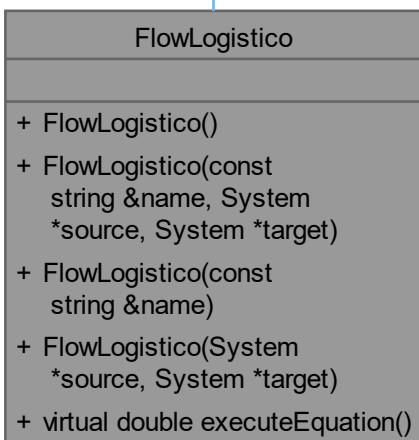 FlowLogistico
+ FlowLogistico()
+ FlowLogistico(const
string &name, System
*source, System *target)
+ FlowLogistico(const
string &name)
+ FlowLogistico(System
*source, System *target)
+ virtual double executeEquation()